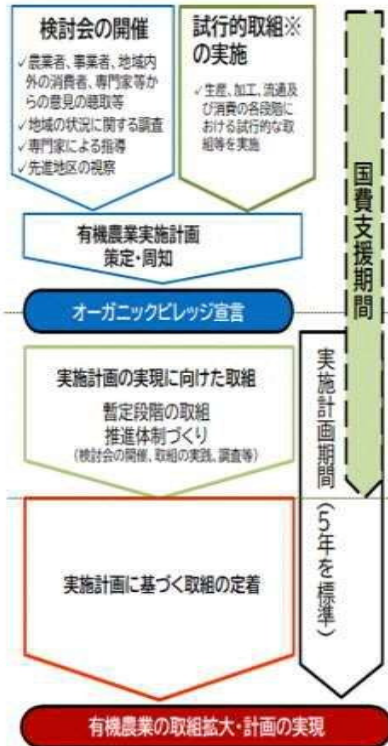 検討会の開催
✓農業者、事業者、地域内
外の消費者、専門家等か
らの意見の聴取等
✓地域の状況に関する調査
✓専門家による指導
✓先進地区の視察
試行的取組※
の実施
✓生産、加工、流通及
び消費の各段階に
おける試行的な取
組等を実施
国費支援期間
有機農業実施計画
策定・周知
オーガニックビレッジ宣言
実施計画の実現に向けた取組
暫定段階の取組
推進体制づくり
(検討会の開催、取組の実践、調査等)
実施計画期間(5年を標準)
実施計画に基づく取組の定着
有機農業の取組拡大・計画の実現